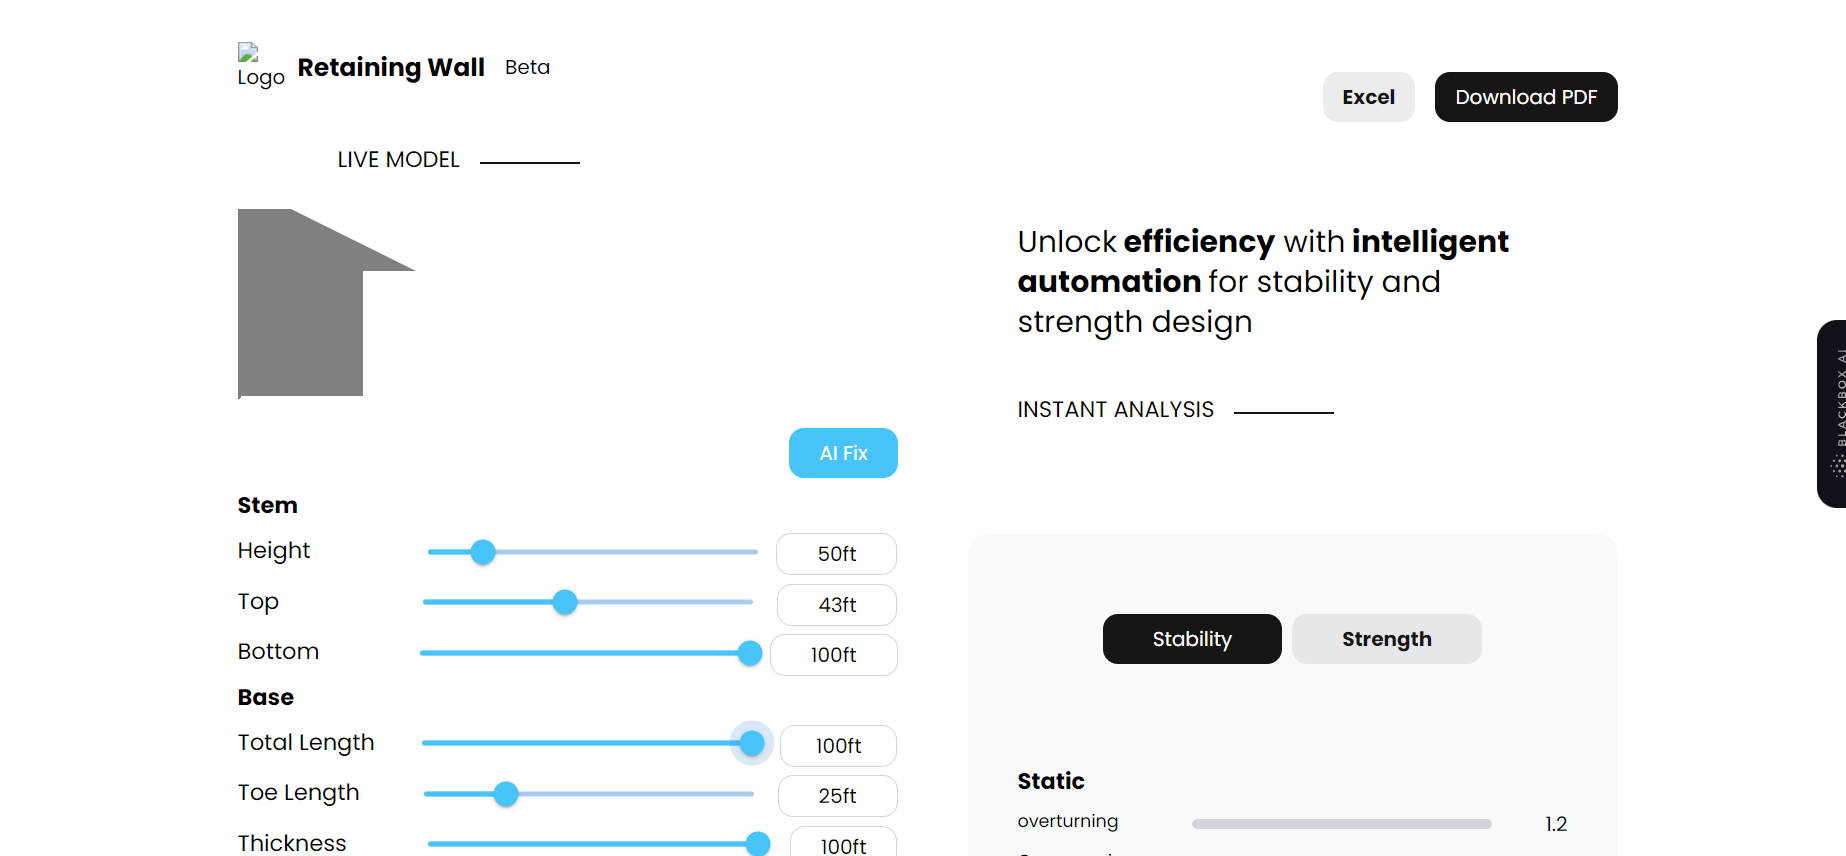 Logo
Retaining Wall Beta
Excel
Download PDF
LIVE MODEL
Unlock efficiency with intelligent
automation for stability and
strength design
INSTANT ANALYSIS
BLACKBOX AI
AI Fix
Stem
Height 50ft
Top 43ft
Bottom 100ft
Base
Total Length 100ft
Toe Length 25ft
Thickness 100ft
Stability
Strength
Static
overturning 1.2